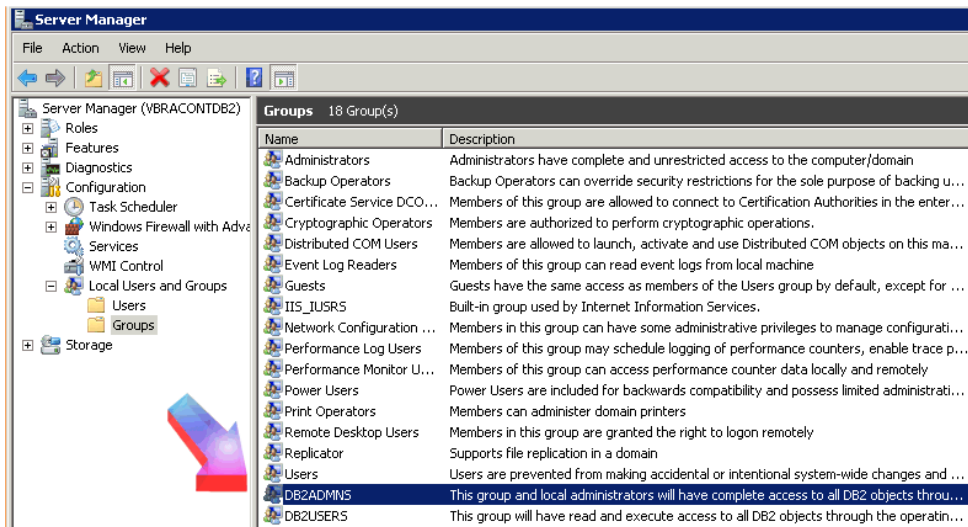 Server Manager
File Action View Help
Server Manager (VBRACONTDB2)
Roles
Features
Diagnostics
Configuration
Task Scheduler
Windows Firewall with Adva
Services
WMI Control
Local Users and Groups
Users
Groups
Storage
Groups 18 Group(s)
Name Description
Administrators Administrators have complete and unrestricted access to the computer/domain
Backup Operators Backup Operators can override security restrictions for the sole purpose of backing u...
Certificate Service DCO... Members of this group are allowed to connect to Certification Authorities in the enter...
Cryptographic Operators Members are authorized to perform cryptographic operations.
Distributed COM Users Members are allowed to launch, activate and use Distributed COM objects on this ma...
Event Log Readers Members of this group can read event logs from local machine
Guests Guests have the same access as members of the Users group by default, except for ...
IIS_IUSRS Built-in group used by Internet Information Services.
Network Configuration ... Members in this group can have some administrative privileges to manage configurati...
Performance Log Users Members of this group may schedule logging of performance counters, enable trace p...
Performance Monitor U... Members of this group can access performance counter data locally and remotely
Power Users Power Users are included for backwards compatibility and possess limited administrati...
Print Operators Members can administer domain printers
Remote Desktop Users Members in this group are granted the right to logon remotely
Replicator Supports file replication in a domain
Users Users are prevented from making accidental or intentional system-wide changes and ...
DB2ADMNS This group and local administrators will have complete access to all DB2 objects throu...
DB2USERS This group will have read and execute access to all DB2 objects through the operatin...